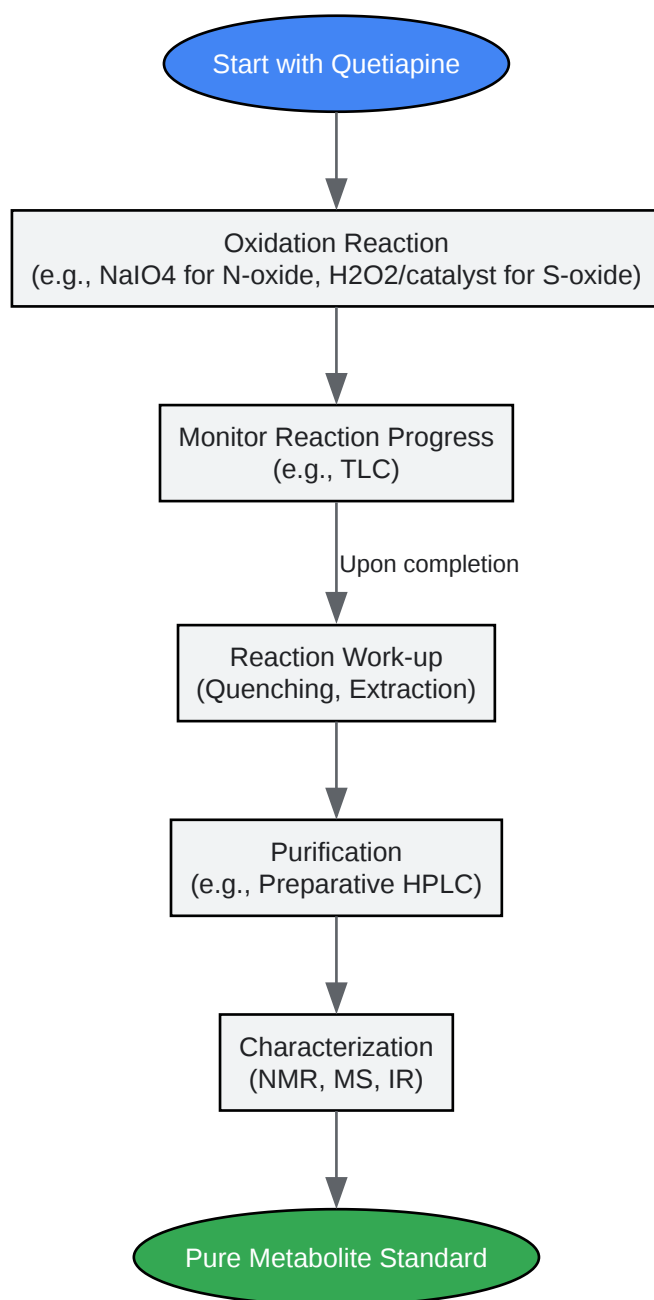 Start with Quetiapine
Oxidation Reaction
(e.g., NaIO4 for N-oxide, H2O2/catalyst for S-oxide)
Monitor Reaction Progress
(e.g., TLC)
Upon completion
Reaction Work-up
(Quenching, Extraction)
Purification
(e.g., Preparative HPLC)
Characterization
(NMR, MS, IR)
Pure Metabolite Standard